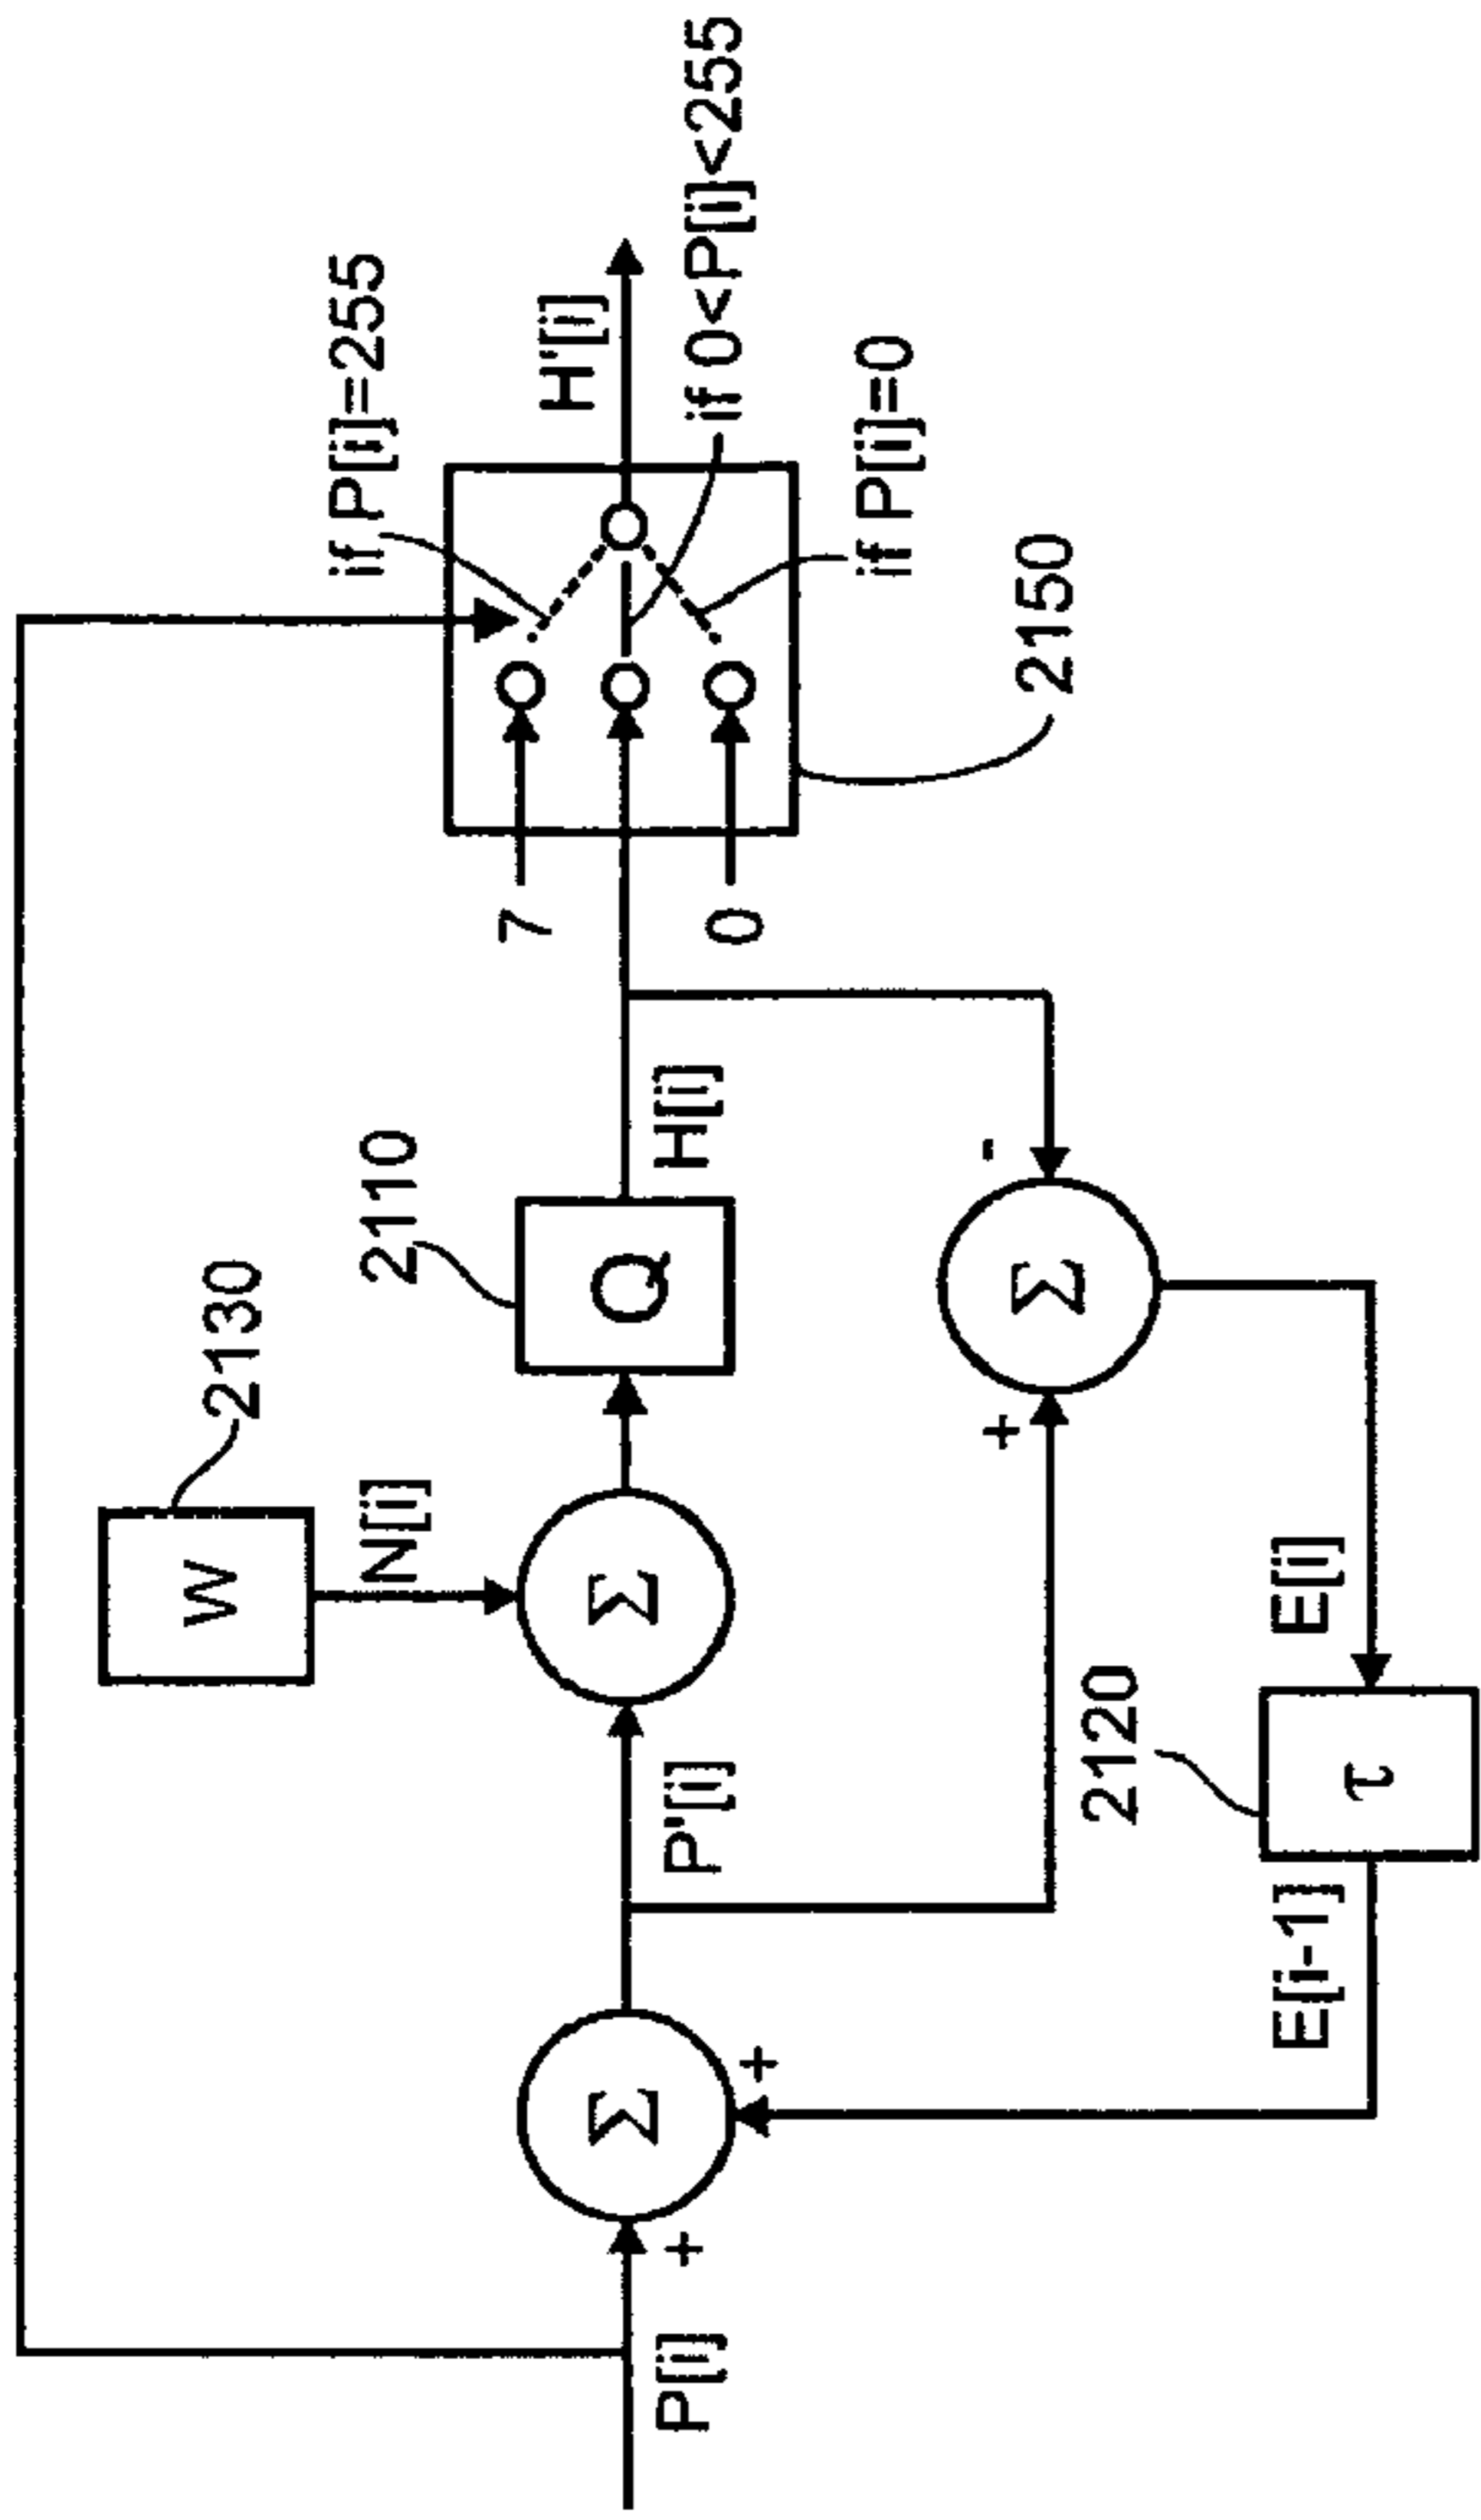 if P[i]=255
2130
2110
W
7
H'[i]
N[i]
P[i]
+
Σ
P'[i]
Σ
Q
H[i]
if 0<P[i]<255
0
+
if P[i]=0
+
Σ
-
2150
2120
E[i-1]
τ
E[i]